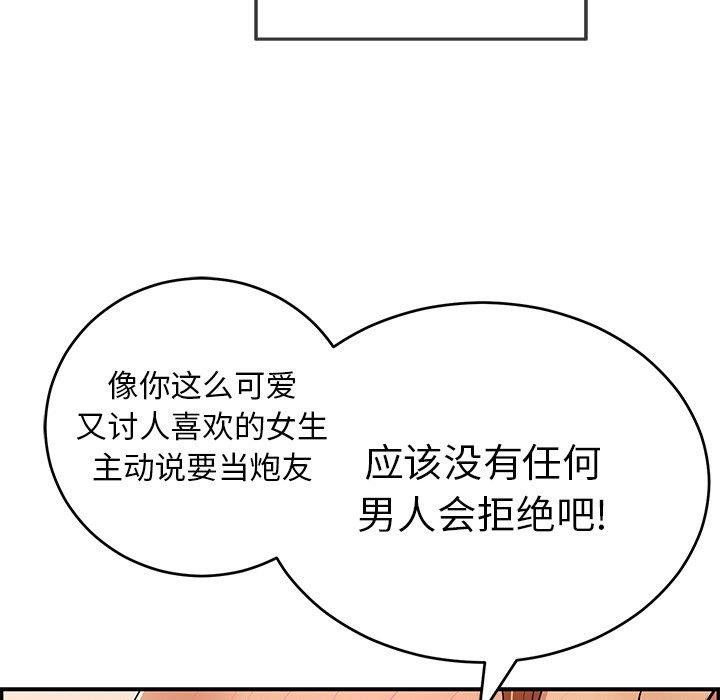 像你这么可爱
又讨人喜欢的女生
主动说要当炮友
应该没有任何
男人会拒绝吧!